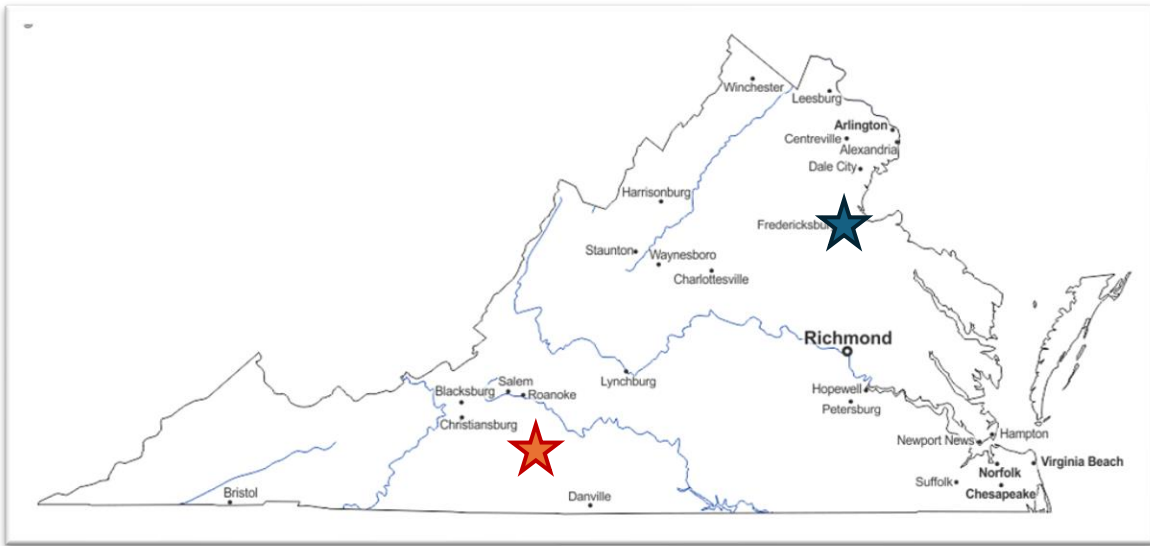 Winchester
Leesburg
Arlington
Centreville
Alexandria
Dale City
Harrisonburg
Staunton
Waynesboro
Charlottesville
Richmond
Lynchburg
Salem
Blacksburg
Roanoke
Christiansburg
Hopewell
Petersburg
Newport News
Hampton
Virginia Beach
Norfolk
Suffolk
Chesapeake
Bristol
Danville